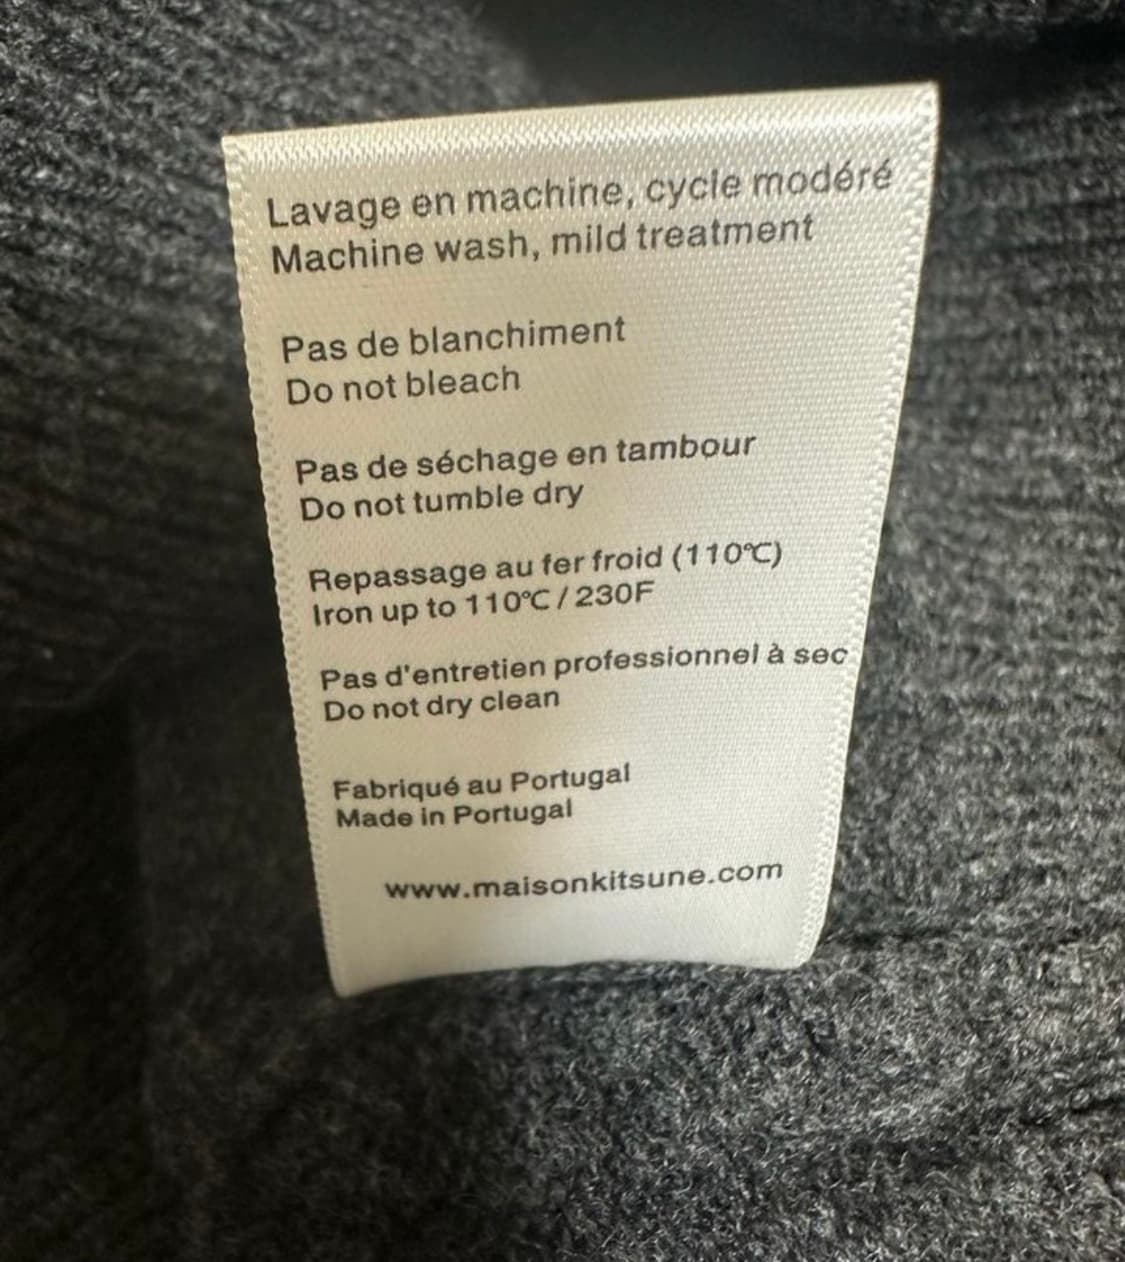 Lavage en machine, cycle modéré
Machine wash, mild treatment
Pas de blanchiment
Do not bleach
Pas de séchage en tambour
Do not tumble dry
Repassage au fer froid (110℃)
Iron up to 110℃ / 230F
Pas d'entretien professionnel à sec
Do not dry clean
Fabriqué au Portugal
Made in Portugal
www.maisonkitsune.com